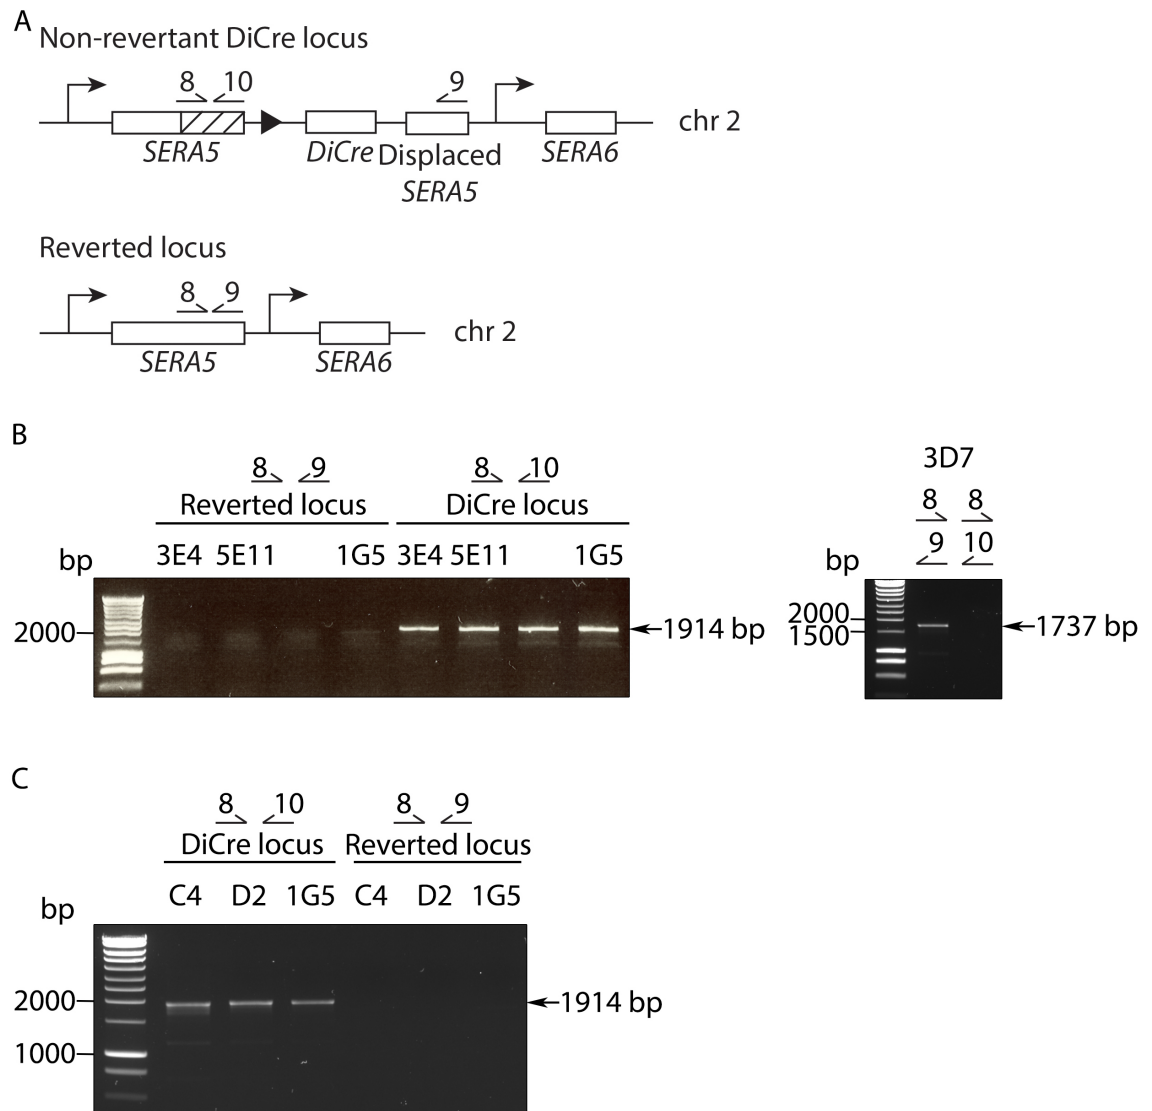 A
Non-revertant DiCre locus
8 10 9
chr 2
SERA5 DiCre Displaced SERA5 SERA6
Reverted locus
8 9
chr 2
SERA5 SERA6
B
8 9 8 10
Reverted locus DiCre locus
bp 3E4 5E11 1G5 3E4 5E11 1G5
2000
1914 bp
3D7
8 8
bp 9 10
2000
1500
1737 bp
C
8 10 8 9
DiCre locus Reverted locus
C4 D2 1G5 C4 D2 1G5
bp
2000
1914 bp
1000